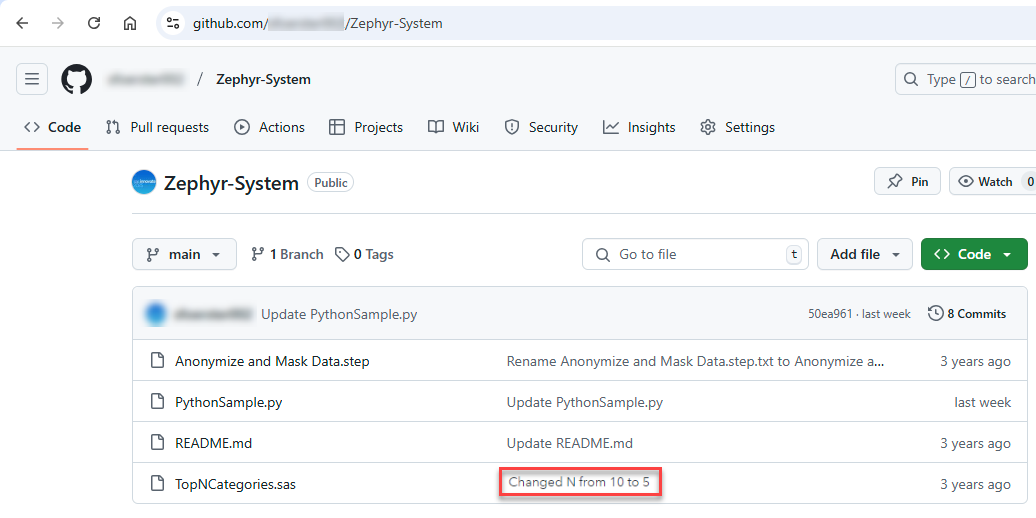 github.com/ /Zephyr-System
/ Zephyr-System
Type / to search
Code Pull requests Actions Projects Wiki Security Insights Settings
Zephyr-System Public
Pin Watch 0
main 1 Branch 0 Tags Go to file t Add file Code
Update PythonSample.py 50ea961 · last week 8 Commits
Anonymize and Mask Data.step Rename Anonymize and Mask Data.step.txt to Anonymize a... 3 years ago
PythonSample.py Update PythonSample.py last week
README.md Update README.md 3 years ago
TopNCategories.sas Changed N from 10 to 5 3 years ago